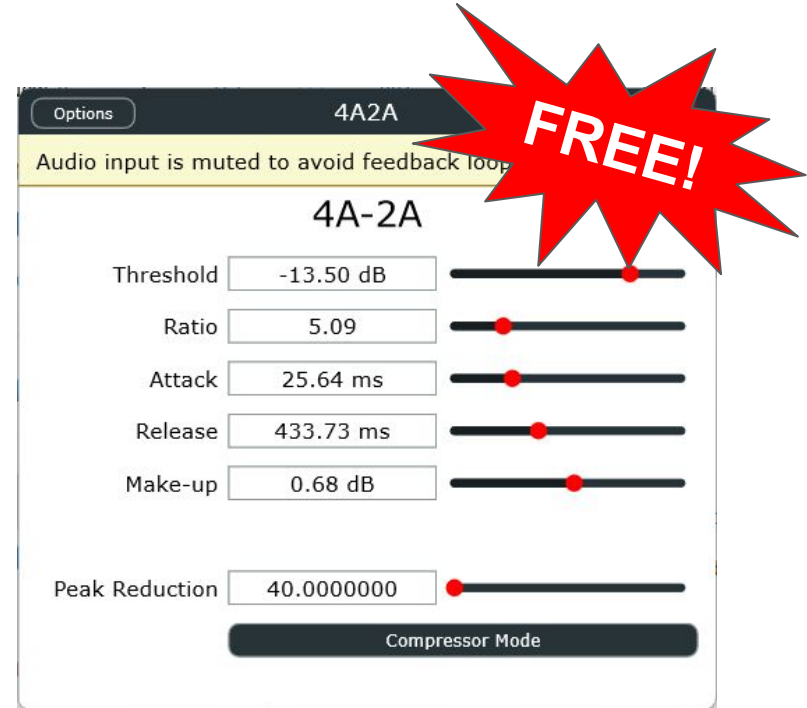 Options
4A2A
FREE!
Audio input is muted to avoid feedback loop
4A-2A
Threshold -13.50 dB
Ratio 5.09
Attack 25.64 ms
Release 433.73 ms
Make-up 0.68 dB
Peak Reduction 40.0000000
Compressor Mode